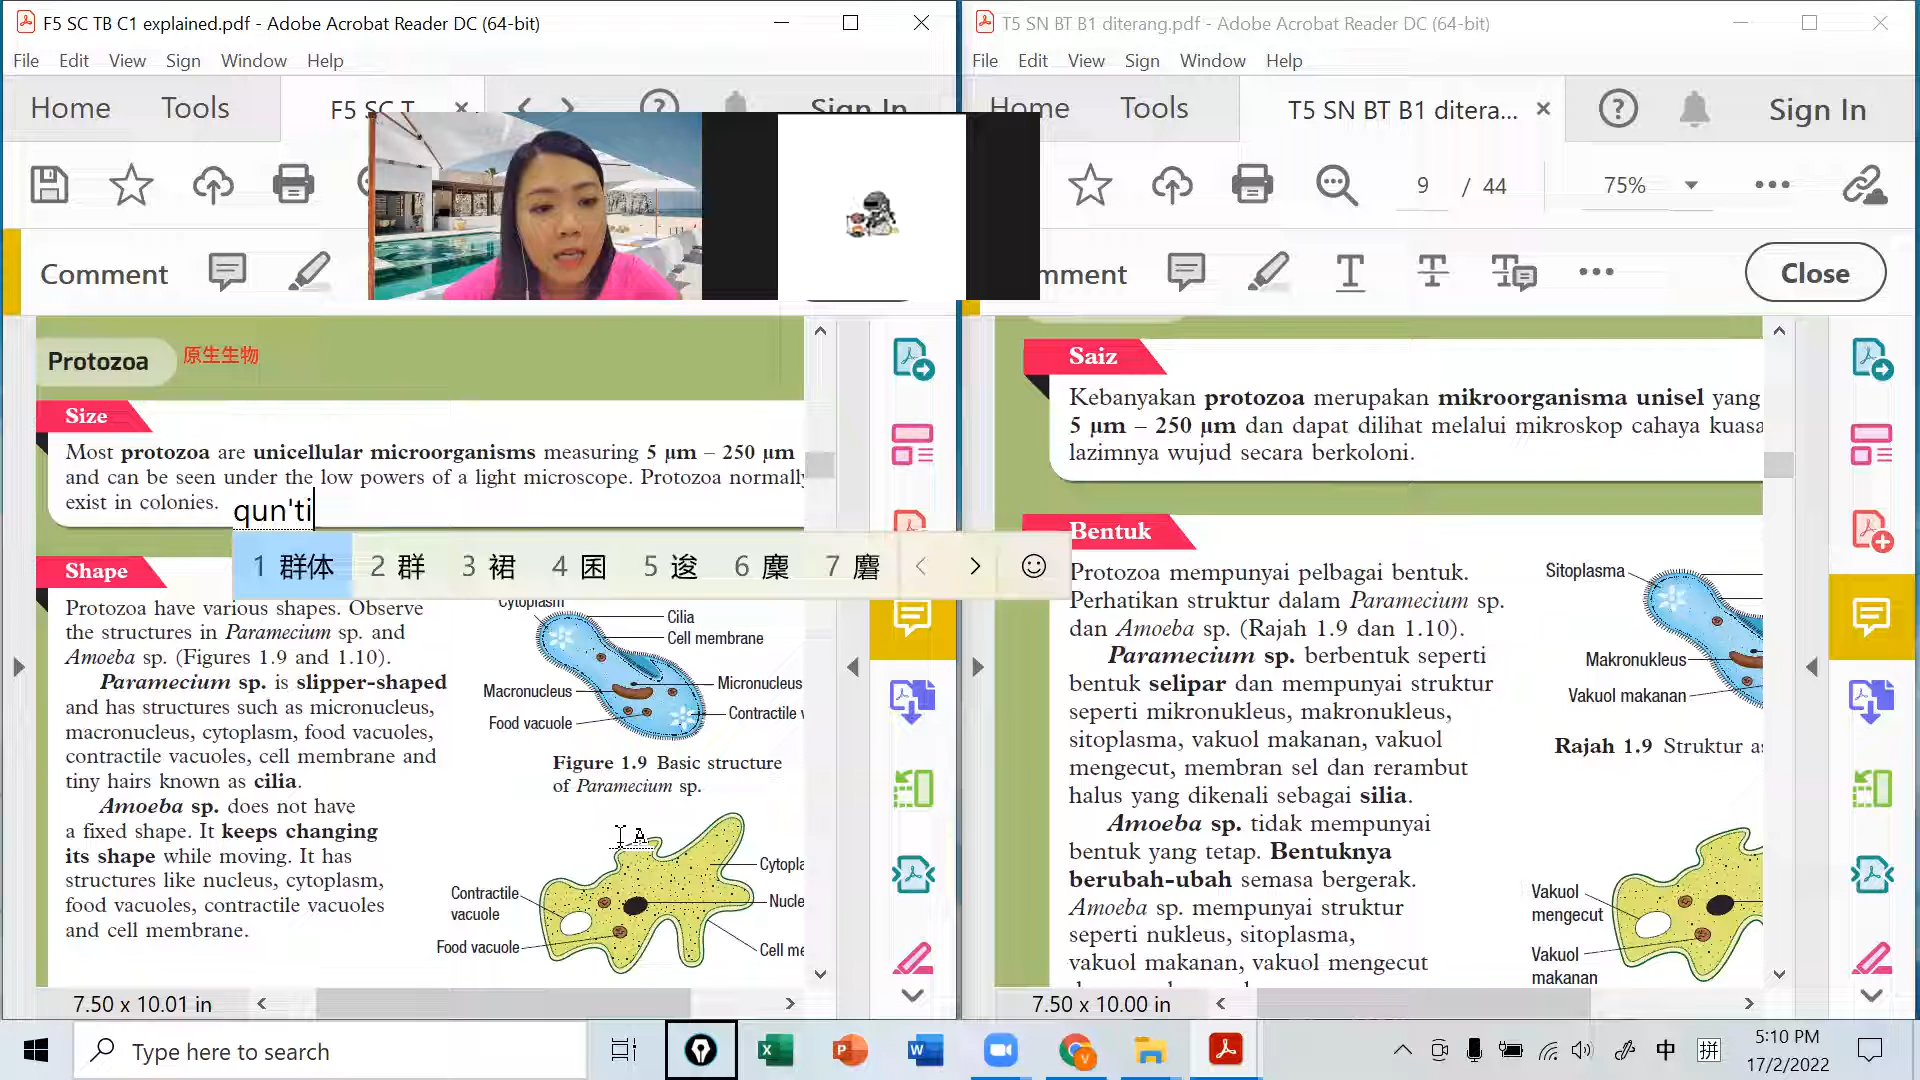 F5 SC TB C1 explained.pdf - Adobe Acrobat Reader DC (64-bit)
File Edit View Sign Window Help
Home Tools F5 SC T... Sign In
Comment
Protozoa 原生生物
Size
Most protozoa are unicellular microorganisms measuring 5 µm – 250 µm
and can be seen under the low powers of a light microscope. Protozoa normally
exist in colonies. qun'ti
1 群体 2 群 3 裙 4 囷 5 逡 6 麇 7 麏
Shape
Protozoa have various shapes. Observe
the structures in Paramecium sp. and
Amoeba sp. (Figures 1.9 and 1.10).
Paramecium sp. is slipper-shaped
and has structures such as micronucleus,
macronucleus, cytoplasm, food vacuoles,
contractile vacuoles, cell membrane and
tiny hairs known as cilia.
Amoeba sp. does not have
a fixed shape. It keeps changing
its shape while moving. It has
structures like nucleus, cytoplasm,
food vacuoles, contractile vacuoles
and cell membrane.
Cytoplasm
Cilia
Cell membrane
Macronucleus
Micronucleus
Food vacuole
Contractile v
Figure 1.9 Basic structure
of Paramecium sp.
Cytopla
Contractile
vacuole
Nucle
Food vacuole
Cell me
7.50 x 10.01 in
T5 SN BT B1 diterang.pdf - Adobe Acrobat Reader DC (64-bit)
File Edit View Sign Window Help
Home Tools T5 SN BT B1 ditera... Sign In
9 / 44 75%
mment Close
Saiz
Kebanyakan protozoa merupakan mikroorganisma unisel yang
5 µm – 250 µm dan dapat dilihat melalui mikroskop cahaya kuasa
lazimnya wujud secara berkoloni.
Bentuk
Protozoa mempunyai pelbagai bentuk.
Perhatikan struktur dalam Paramecium sp.
dan Amoeba sp. (Rajah 1.9 dan 1.10).
Paramecium sp. berbentuk seperti
bentuk selipar dan mempunyai struktur
seperti mikronukleus, makronukleus,
sitoplasma, vakuol makanan, vakuol
mengecut, membran sel dan rerambut
halus yang dikenali sebagai silia.
Amoeba sp. tidak mempunyai
bentuk yang tetap. Bentuknya
berubah-ubah semasa bergerak.
Amoeba sp. mempunyai struktur
seperti nukleus, sitoplasma,
vakuol makanan, vakuol mengecut
Sitoplasma
Makronukleus
Vakuol makanan
Rajah 1.9 Struktur as
Vakuol
mengecut
Vakuol
makanan
7.50 x 10.00 in
Type here to search
中 拼
5:10 PM
17/2/2022